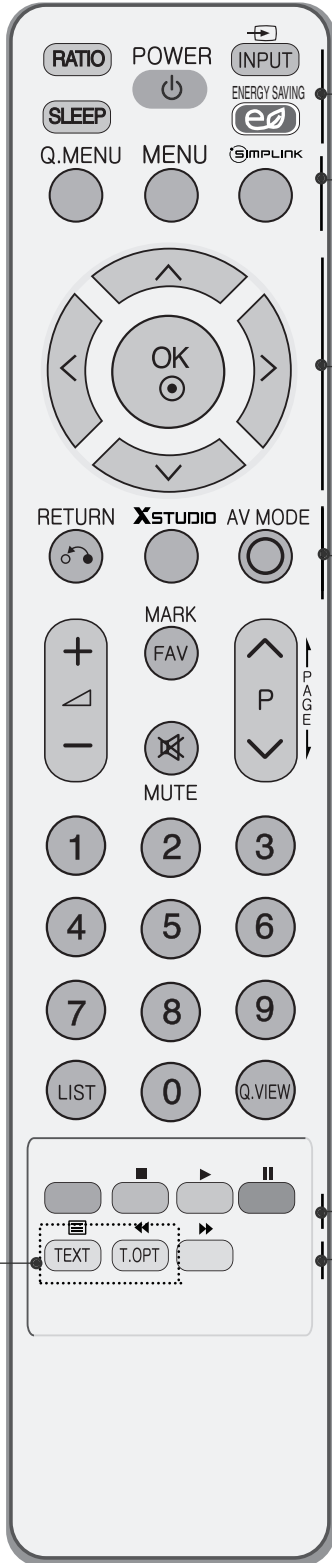 RATIO POWER INPUT
ENERGY SAVING
SLEEP
Q.MENU MENU SIMPLINK
OK
RETURN XSTUDIO AV MODE
MARK
+ FAV
P PAGE
-
MUTE
1 2 3
4 5 6
7 8 9
LIST 0 Q.VIEW
TEXT T.OPT